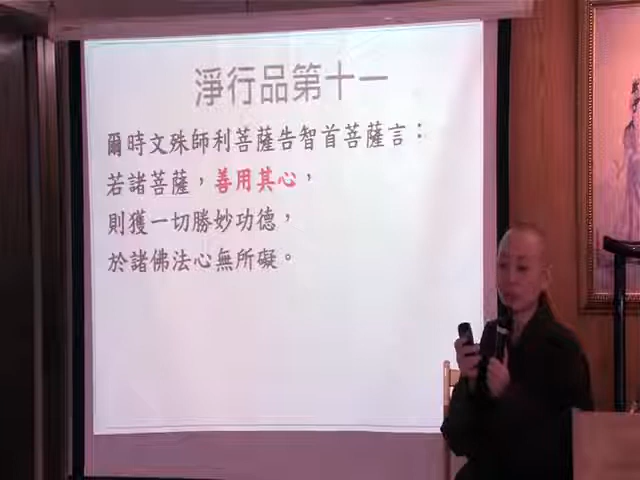 淨行品第十一
爾時文殊師利菩薩告智首菩薩言：
若諸菩薩，善用其心，
則獲一切勝妙功德，
於諸佛法心無所礙。